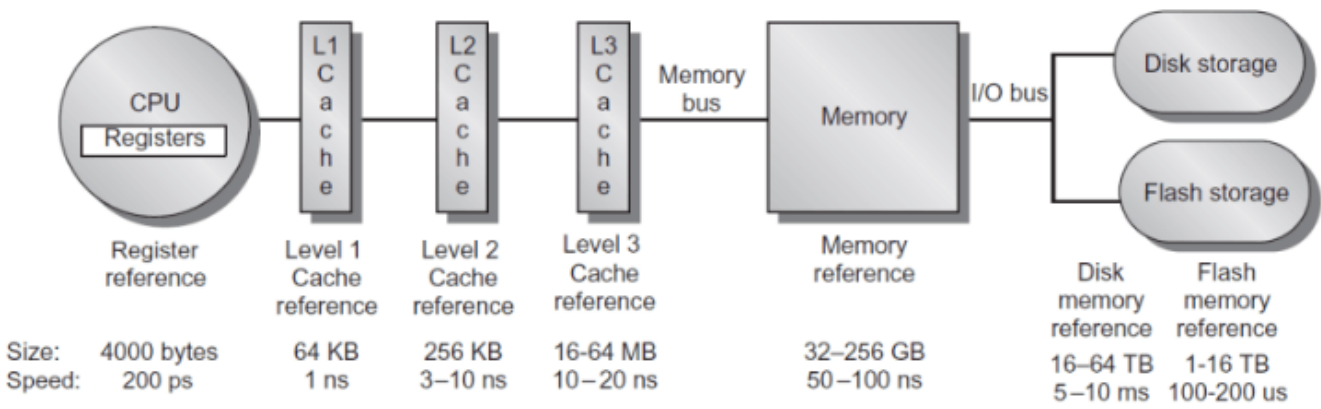 CPU
Registers
L1
C
a
c
h
e
L2
C
a
c
h
e
L3
C
a
c
h
e
Memory
bus
Memory
I/O bus
Disk storage
Flash storage
Register
reference
Level 1
Cache
reference
Level 2
Cache
reference
Level 3
Cache
reference
Memory
reference
Disk
memory
reference
Flash
memory
reference
Size: 4000 bytes 64 KB 256 KB 16-64 MB 32–256 GB 16–64 TB 1-16 TB
Speed: 200 ps 1 ns 3–10 ns 10–20 ns 50–100 ns 5–10 ms 100-200 us